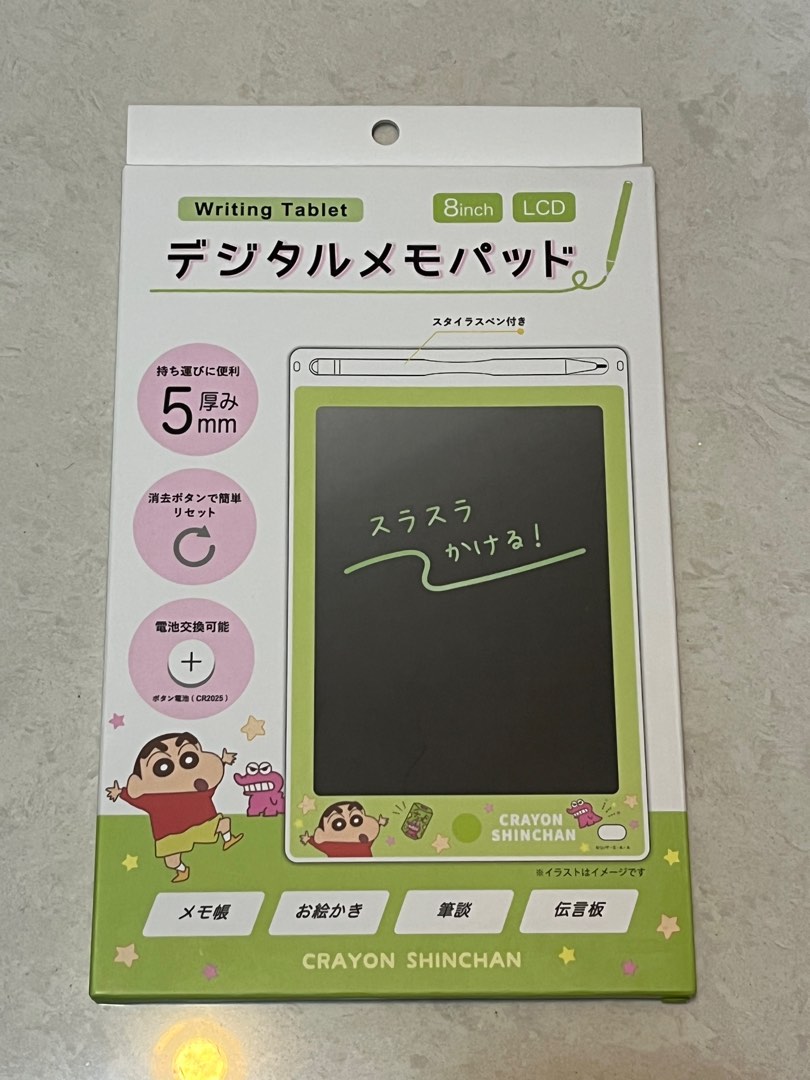 Writing Tablet
8inch
LCD
デジタルメモパッド
スタイラスペン付き
持ち運びに便利
5 厚み
mm
消去ボタンで簡単
リセット
電池交換可能
ボタン電池(CR2025)
スラスラ
かける!
CRAYON
SHINCHAN
※イラストはイメージです
メモ帳
お絵かき
筆談
伝言板
CRAYON SHINCHAN